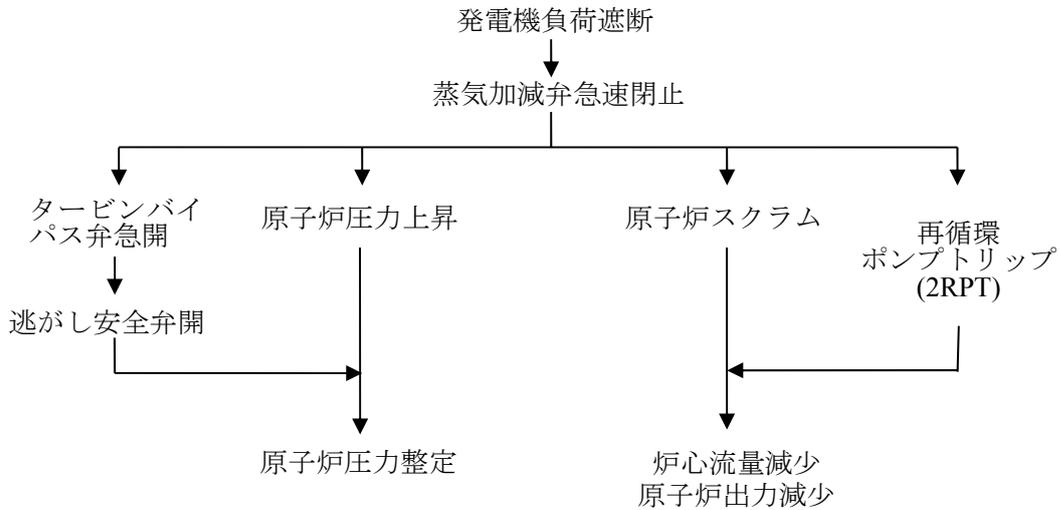 発電機負荷遮断
蒸気加減弁急速閉止
タービンバイ
パス弁急開
原子炉圧力上昇
原子炉スクラム
再循環
ポンプトリップ
(2RPT)
逃がし安全弁開
原子炉圧力整定
炉心流量減少
原子炉出力減少